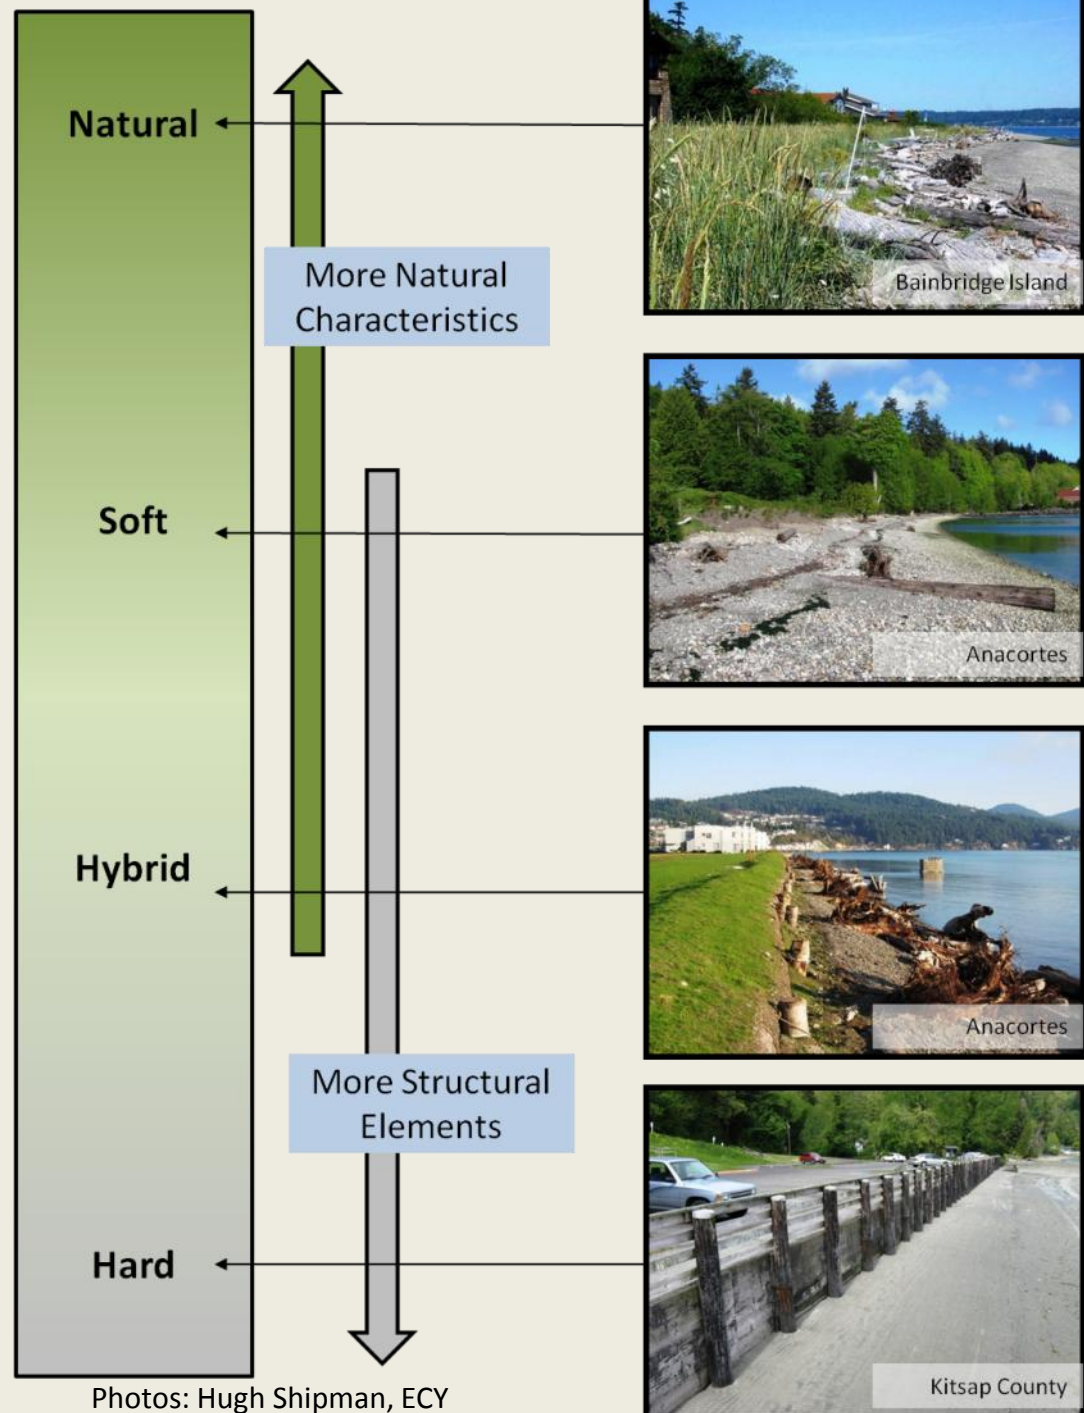 Natural
More Natural
Characteristics
Bainbridge Island
Soft
Anacortes
Hybrid
Anacortes
More Structural
Elements
Hard
Kitsap County
Photos: Hugh Shipman, ECY